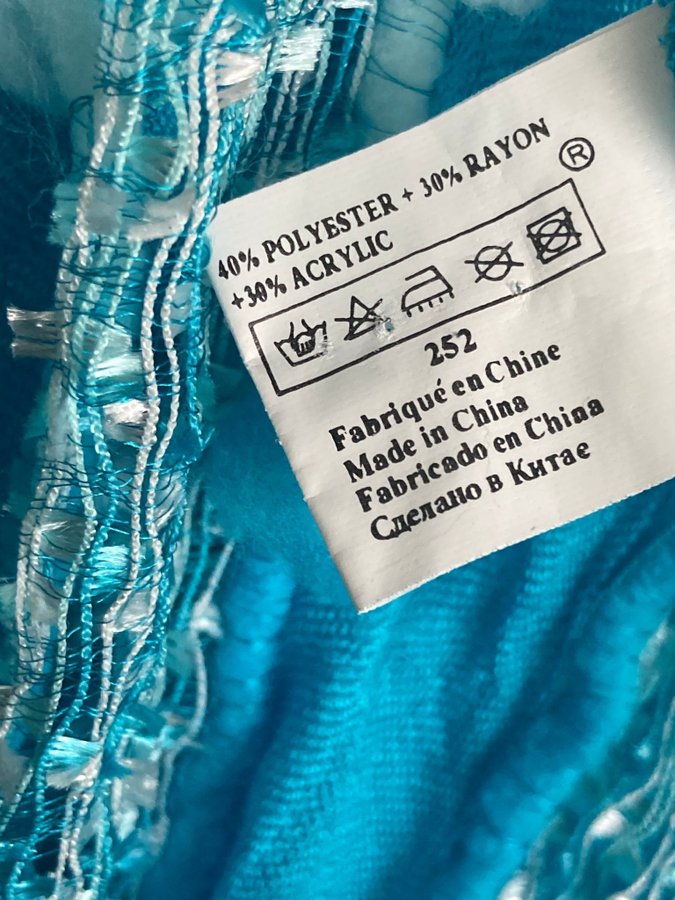 40% POLYESTER + 30% RAYON
+30% ACRYLIC
®
252
Fabriqué en Chine
Made in China
Fabricado en China
Сделано в Китае